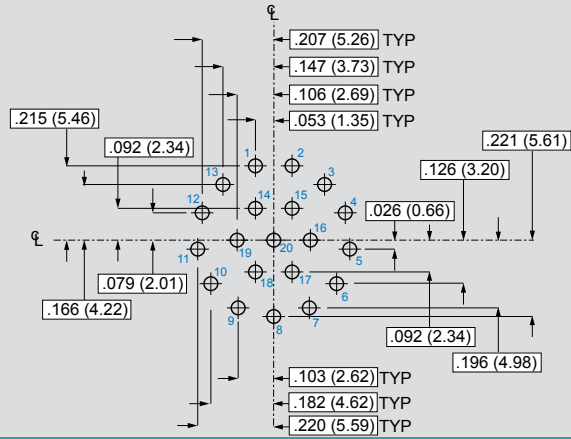 ℄
.207 (5.26) TYP
.147 (3.73) TYP
.106 (2.69) TYP
.053 (1.35) TYP
.215 (5.46)
.221 (5.61)
.092 (2.34)
.126 (3.20)
1 2
13 3
12 14 15 4
.026 (0.66)
℄
19 20 16
11 5
.079 (2.01)
10 18 17 6
.166 (4.22)
9 8 7
.092 (2.34)
.196 (4.98)
.103 (2.62) TYP
.182 (4.62) TYP
.220 (5.59) TYP